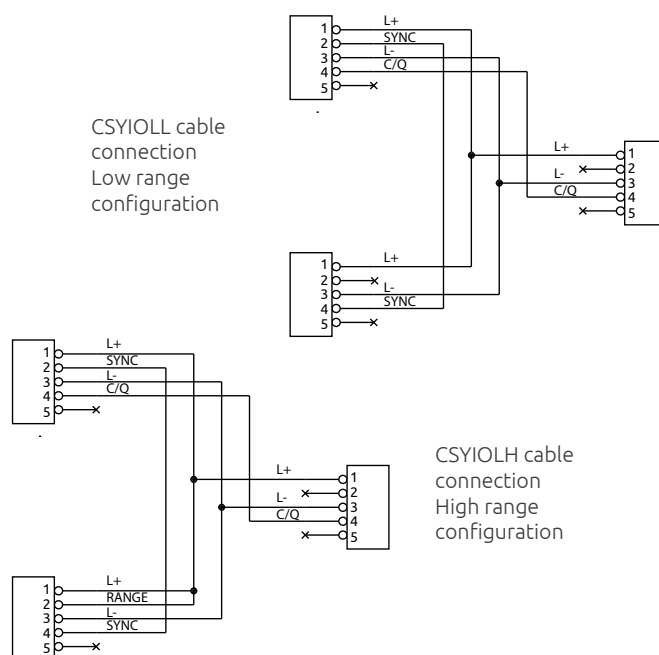 1 L+
2 SYNC
3 L-
4 C/Q
5
CSYIOLL cable
connection
Low range
configuration
L+ 1
2
L- 3
C/Q 4
5
1 L+
2
3 L-
4 SYNC
5
1 L+
2 SYNC
3 L-
4 C/Q
5
CSYIOLH cable
connection
High range
configuration
L+ 1
2
L- 3
C/Q 4
5
1 L+
2 RANGE
3 L-
4 SYNC
5